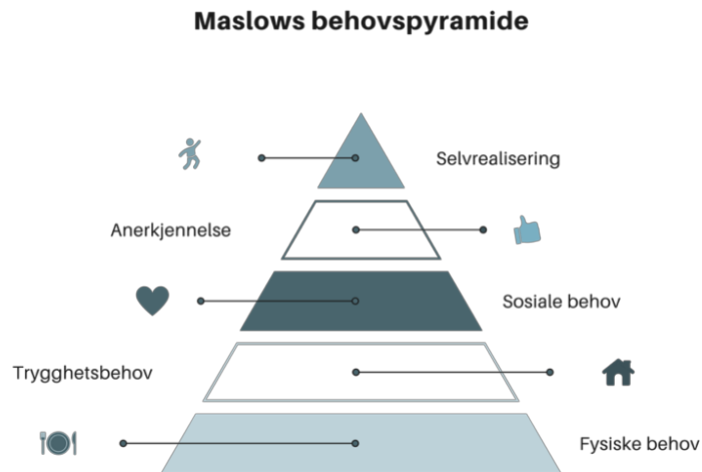 Maslows behovspyramide
Selvrealisering
Anerkjennelse
Sosiale behov
Trygghetsbehov
Fysiske behov